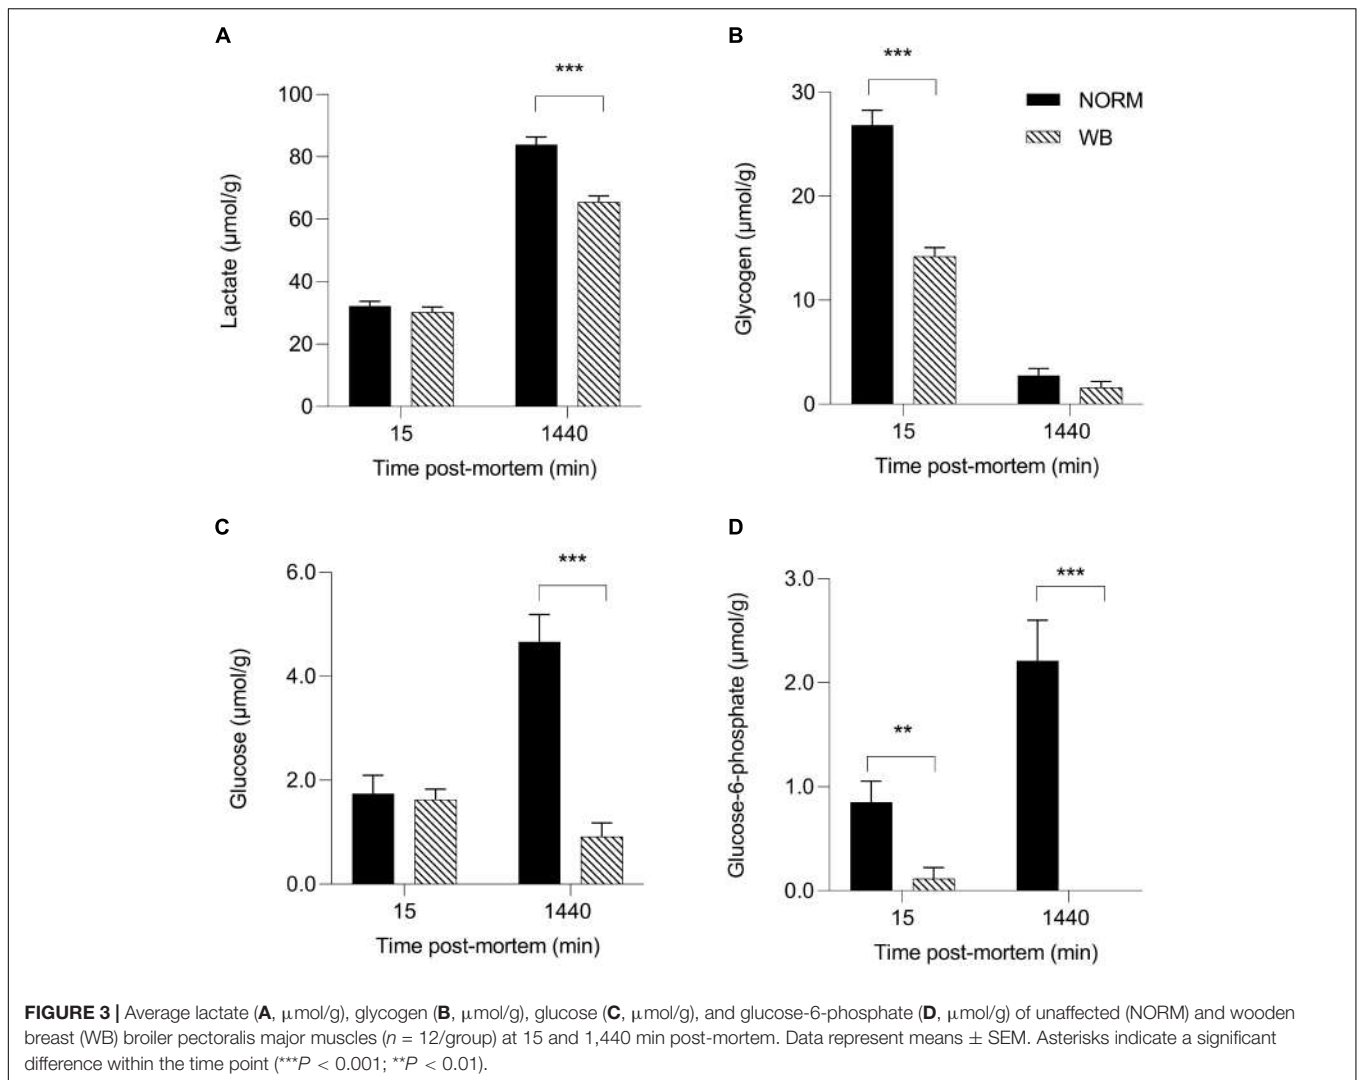 A
***
100
80
60
40
20
0
Lactate (µmol/g)
15
1440
Time post-mortem (min)
B
***
30
20
10
0
Glycogen (µmol/g)
NORM
WB
15
1440
Time post-mortem (min)
C
***
6.0
4.0
2.0
0.0
Glucose (µmol/g)
15
1440
Time post-mortem (min)
D
***
**
3.0
2.0
1.0
0.0
Glucose-6-phosphate (µmol/g)
15
1440
Time post-mortem (min)
FIGURE 3 | Average lactate (A, µmol/g), glycogen (B, µmol/g), glucose (C, µmol/g), and glucose-6-phosphate (D, µmol/g) of unaffected (NORM) and wooden
breast (WB) broiler pectoralis major muscles (n = 12/group) at 15 and 1,440 min post-mortem. Data represent means ± SEM. Asterisks indicate a significant
difference within the time point (***P < 0.001; **P < 0.01).